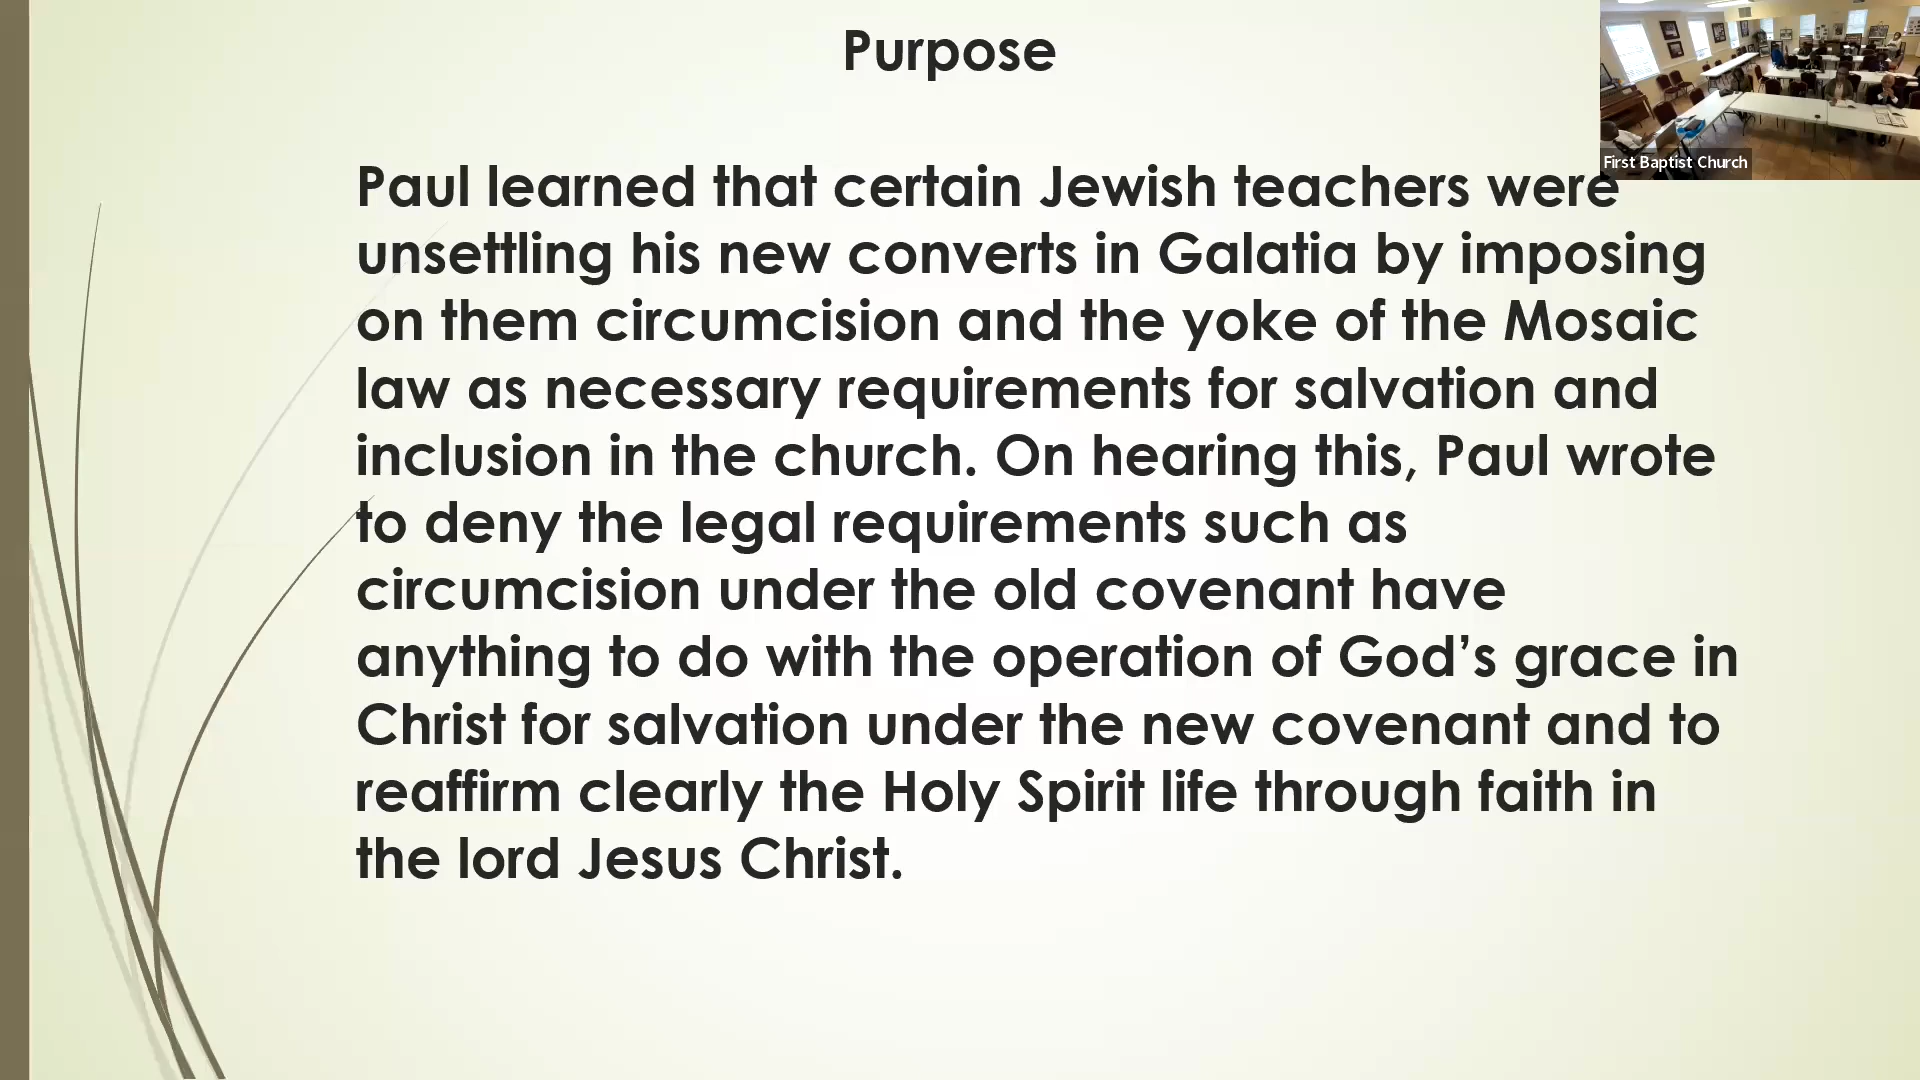 Purpose
First Baptist Church
Paul learned that certain Jewish teachers were
unsettling his new converts in Galatia by imposing
on them circumcision and the yoke of the Mosaic
law as necessary requirements for salvation and
inclusion in the church. On hearing this, Paul wrote
to deny the legal requirements such as
circumcision under the old covenant have
anything to do with the operation of God’s grace in
Christ for salvation under the new covenant and to
reaffirm clearly the Holy Spirit life through faith in
the lord Jesus Christ.